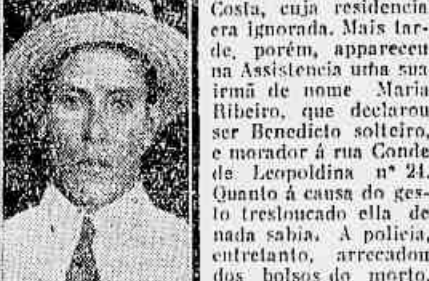 Costa, cuja residencia
era ignorada. Mais tar-
de, porém, appareceu
na Assistencia uma sua
irmã de nome Maria
Ribeiro, que declarou
ser Benedicto solteiro,
e morador á rua Conde
de Leopoldina n° 24.
Quanto á causa do ges-
to tresloucado ella de
nada sabia. A policia,
entretanto, arrecadou
dos bolsos do morto,